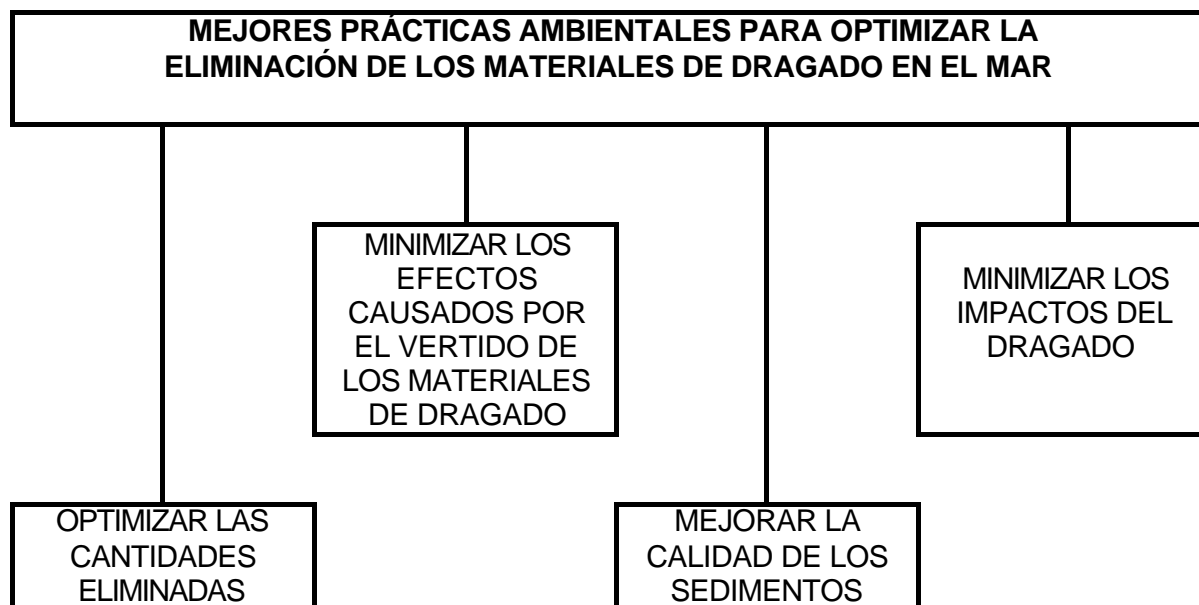 MEJORES PRÁCTICAS AMBIENTALES PARA OPTIMIZAR LA
ELIMINACIÓN DE LOS MATERIALES DE DRAGADO EN EL MAR
MINIMIZAR LOS
EFECTOS
CAUSADOS POR
EL VERTIDO DE
LOS MATERIALES
DE DRAGADO
MINIMIZAR LOS
IMPACTOS DEL
DRAGADO
OPTIMIZAR LAS
CANTIDADES
ELIMINADAS
MEJORAR LA
CALIDAD DE LOS
SEDIMENTOS